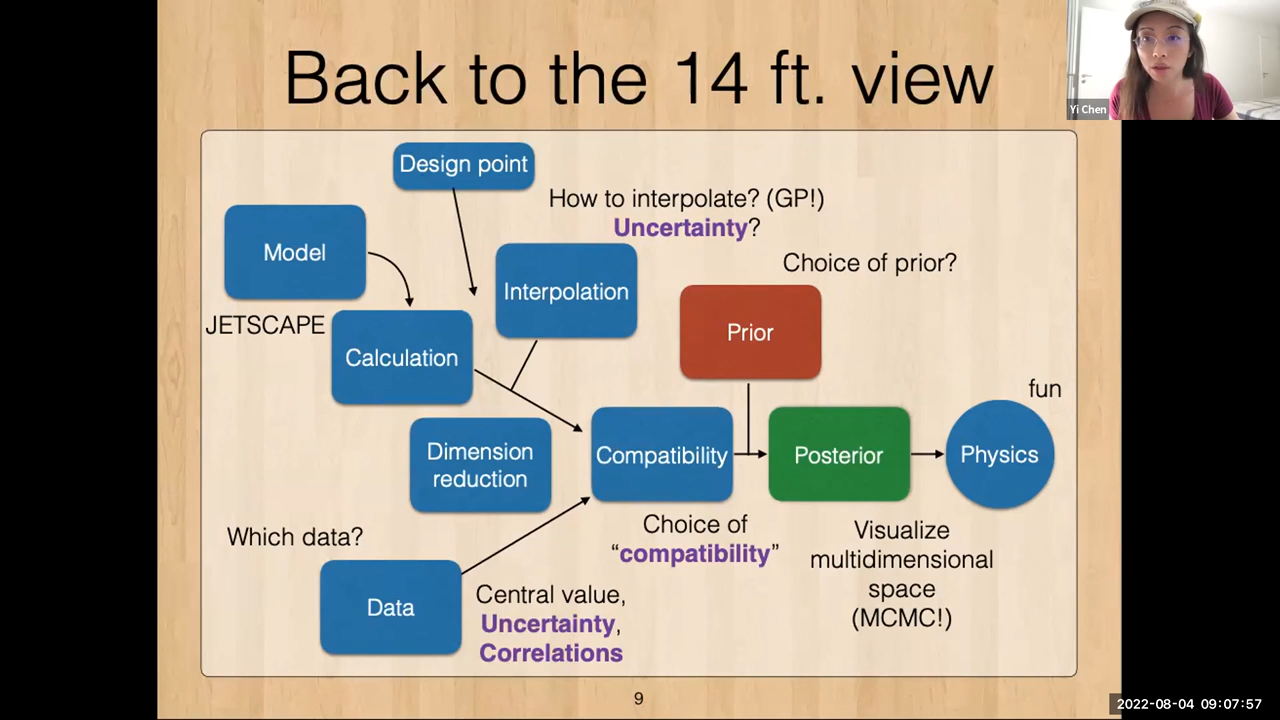 Back to the 14 ft. view
Yi Chen
Design point
How to interpolate? (GP!)
Uncertainty?
Model
Choice of prior?
Interpolation
JETSCAPE
Prior
Calculation
fun
Dimension
reduction
Compatibility
Posterior
Physics
Which data?
Choice of
“compatibility”
Visualize
multidimensional
space
(MCMC!)
Data
Central value,
Uncertainty,
Correlations
9
2022-08-04 09:07:57